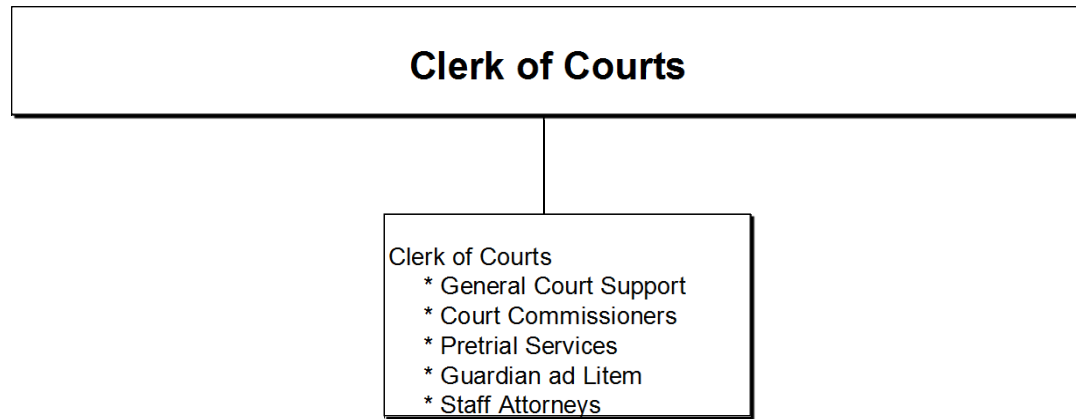 Clerk of Courts
Clerk of Courts
* General Court Support
* Court Commissioners
* Pretrial Services
* Guardian ad Litem
* Staff Attorneys